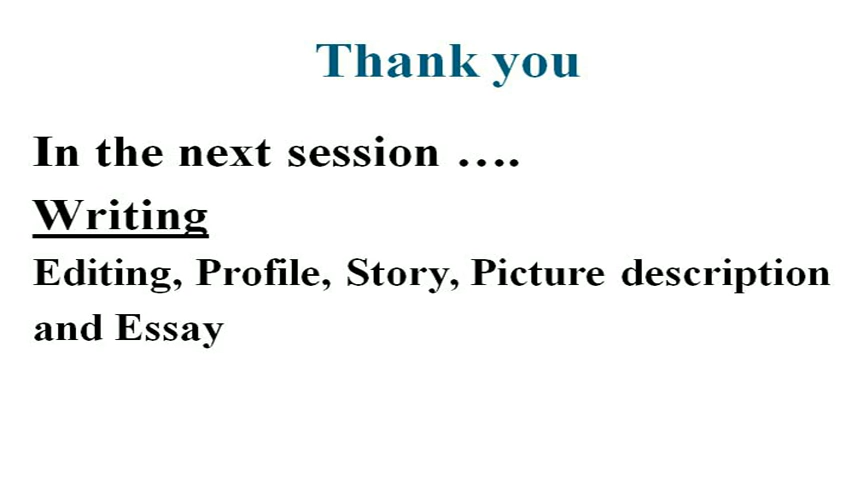 Thank you
In the next session ….
Writing
Editing, Profile, Story, Picture description
and Essay